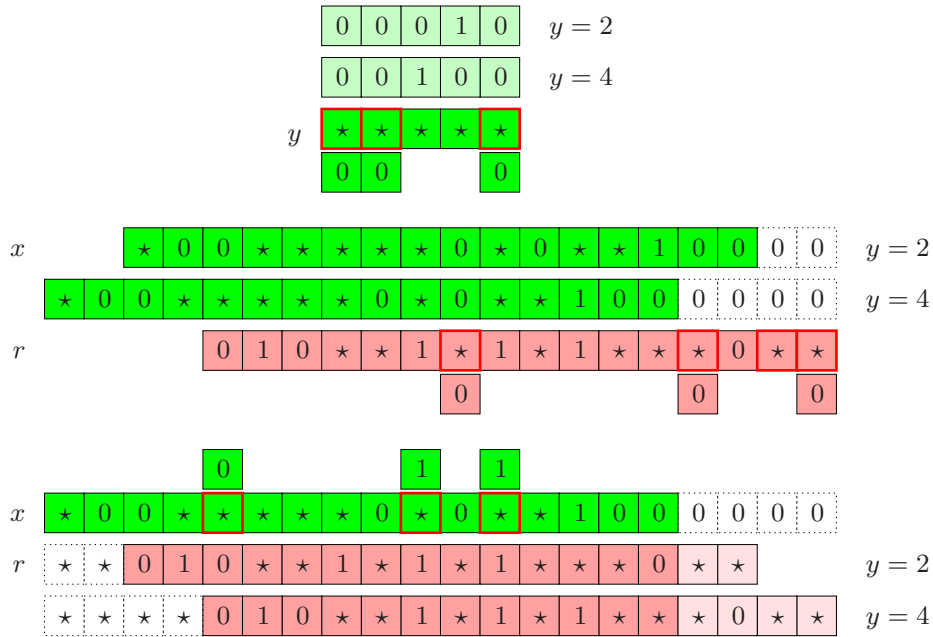 0 0 0 1 0 y = 2
0 0 1 0 0 y = 4
y ⋆ ⋆ ⋆ ⋆ ⋆
0 0 0
x ⋆ 0 0 ⋆ ⋆ ⋆ ⋆ ⋆ 0 ⋆ 0 ⋆ ⋆ 1 0 0 0 0 y = 2
⋆ 0 0 ⋆ ⋆ ⋆ ⋆ ⋆ 0 ⋆ 0 ⋆ ⋆ 1 0 0 0 0 0 0 y = 4
r 0 1 0 ⋆ ⋆ 1 ⋆ 1 ⋆ 1 ⋆ ⋆ ⋆ 0 ⋆ ⋆
0 0 0
0 1 1
x ⋆ 0 0 ⋆ ⋆ ⋆ ⋆ ⋆ 0 ⋆ 0 ⋆ ⋆ 1 0 0 0 0 0 0
r ⋆ ⋆ 0 1 0 ⋆ ⋆ 1 ⋆ 1 ⋆ 1 ⋆ ⋆ ⋆ 0 ⋆ ⋆ y = 2
⋆ ⋆ ⋆ ⋆ 0 1 0 ⋆ ⋆ 1 ⋆ 1 ⋆ 1 ⋆ ⋆ ⋆ 0 ⋆ ⋆ y = 4